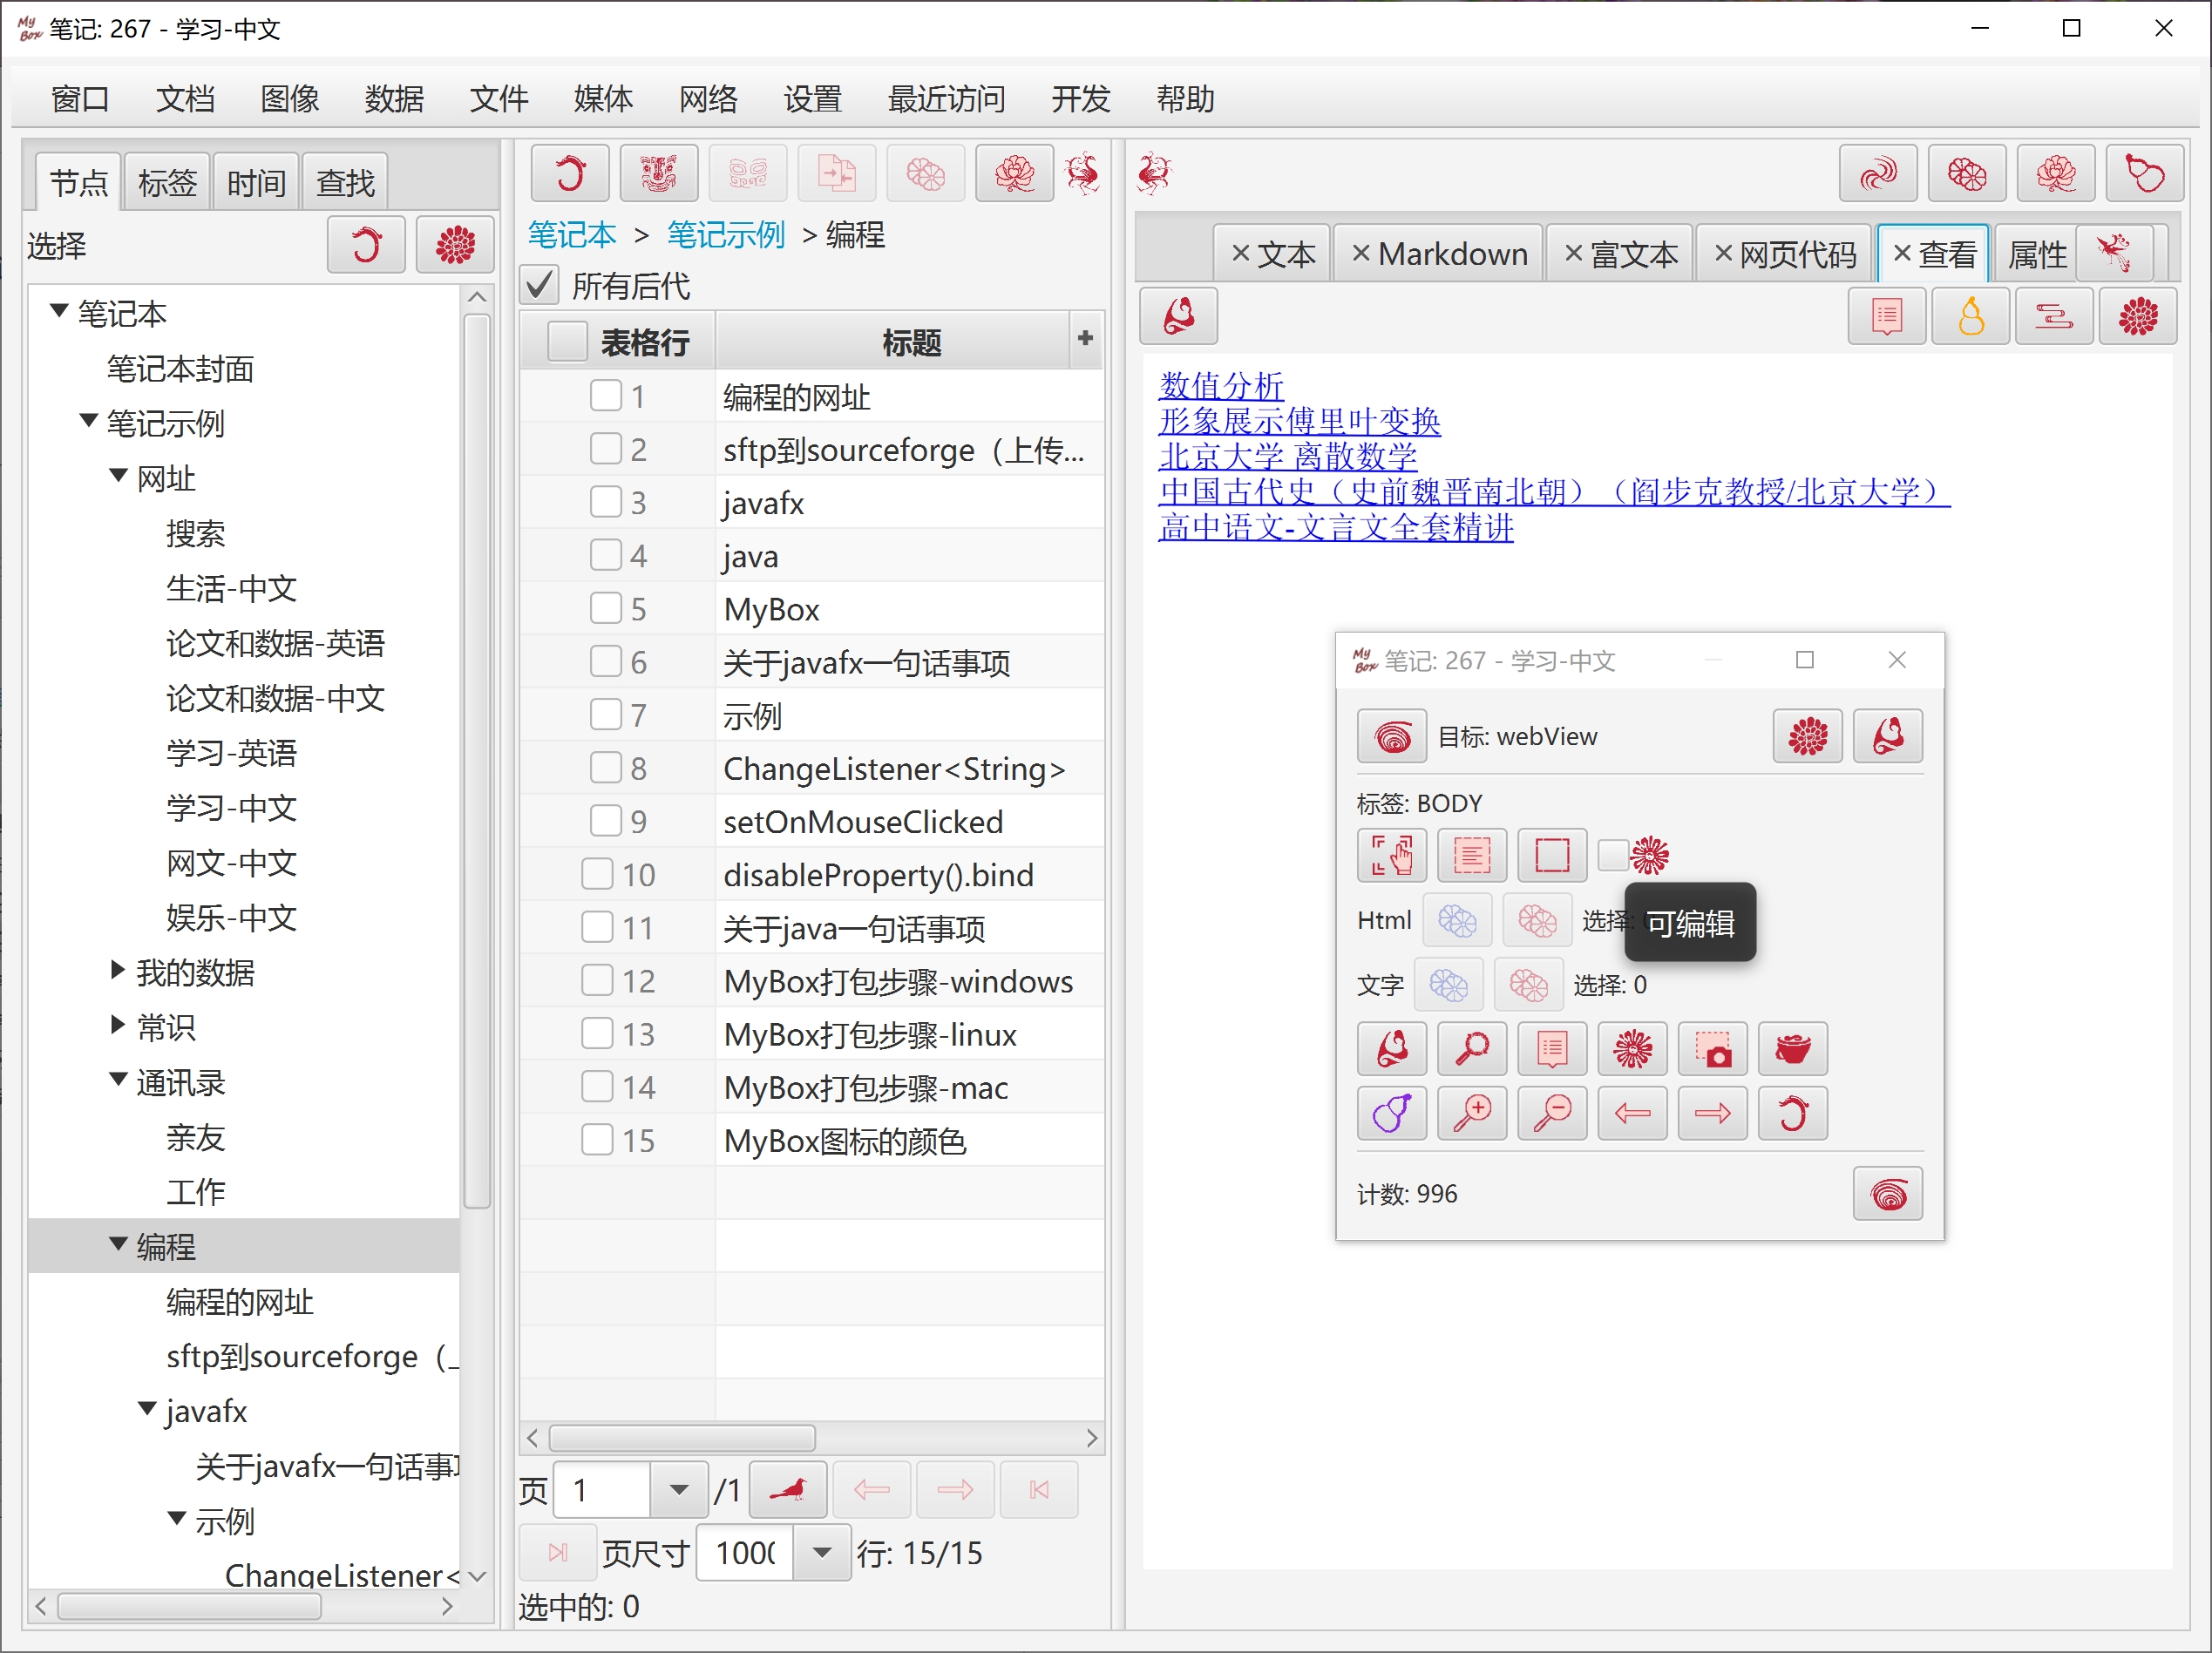 My Box 笔记: 267 - 学习-中文
窗口 文档 图像 数据 文件 媒体 网络 设置 最近访问 开发 帮助
节点 标签 时间 查找
选择
笔记本
笔记本封面
笔记示例
网址
搜索
生活-中文
论文和数据-英语
论文和数据-中文
学习-英语
学习-中文
网文-中文
娱乐-中文
我的数据
常识
通讯录
亲友
工作
编程
编程的网址
sftp到sourceforge（
javafx
关于javafx一句话事
示例
ChangeListener<
笔记本 > 笔记示例 > 编程
所有后代
表格行 标题 +
1 编程的网址
2 sftp到sourceforge（上传...
3 javafx
4 java
5 MyBox
6 关于javafx一句话事项
7 示例
8 ChangeListener<String>
9 setOnMouseClicked
10 disableProperty().bind
11 关于java一句话事项
12 MyBox打包步骤-windows
13 MyBox打包步骤-linux
14 MyBox打包步骤-mac
15 MyBox图标的颜色
页 1 /1
页尺寸 1000 行: 15/15
选中的: 0
文本 Markdown 富文本 网页代码 查看 属性
数值分析
形象展示傅里叶变换
北京大学 离散数学
中国古代史（史前魏晋南北朝）（阎步克教授/北京大学）
高中语文-文言文全套精讲
My Box 笔记: 267 - 学习-中文
目标: webView
标签: BODY
Html 选择:
可编辑
文字 选择: 0
计数: 996